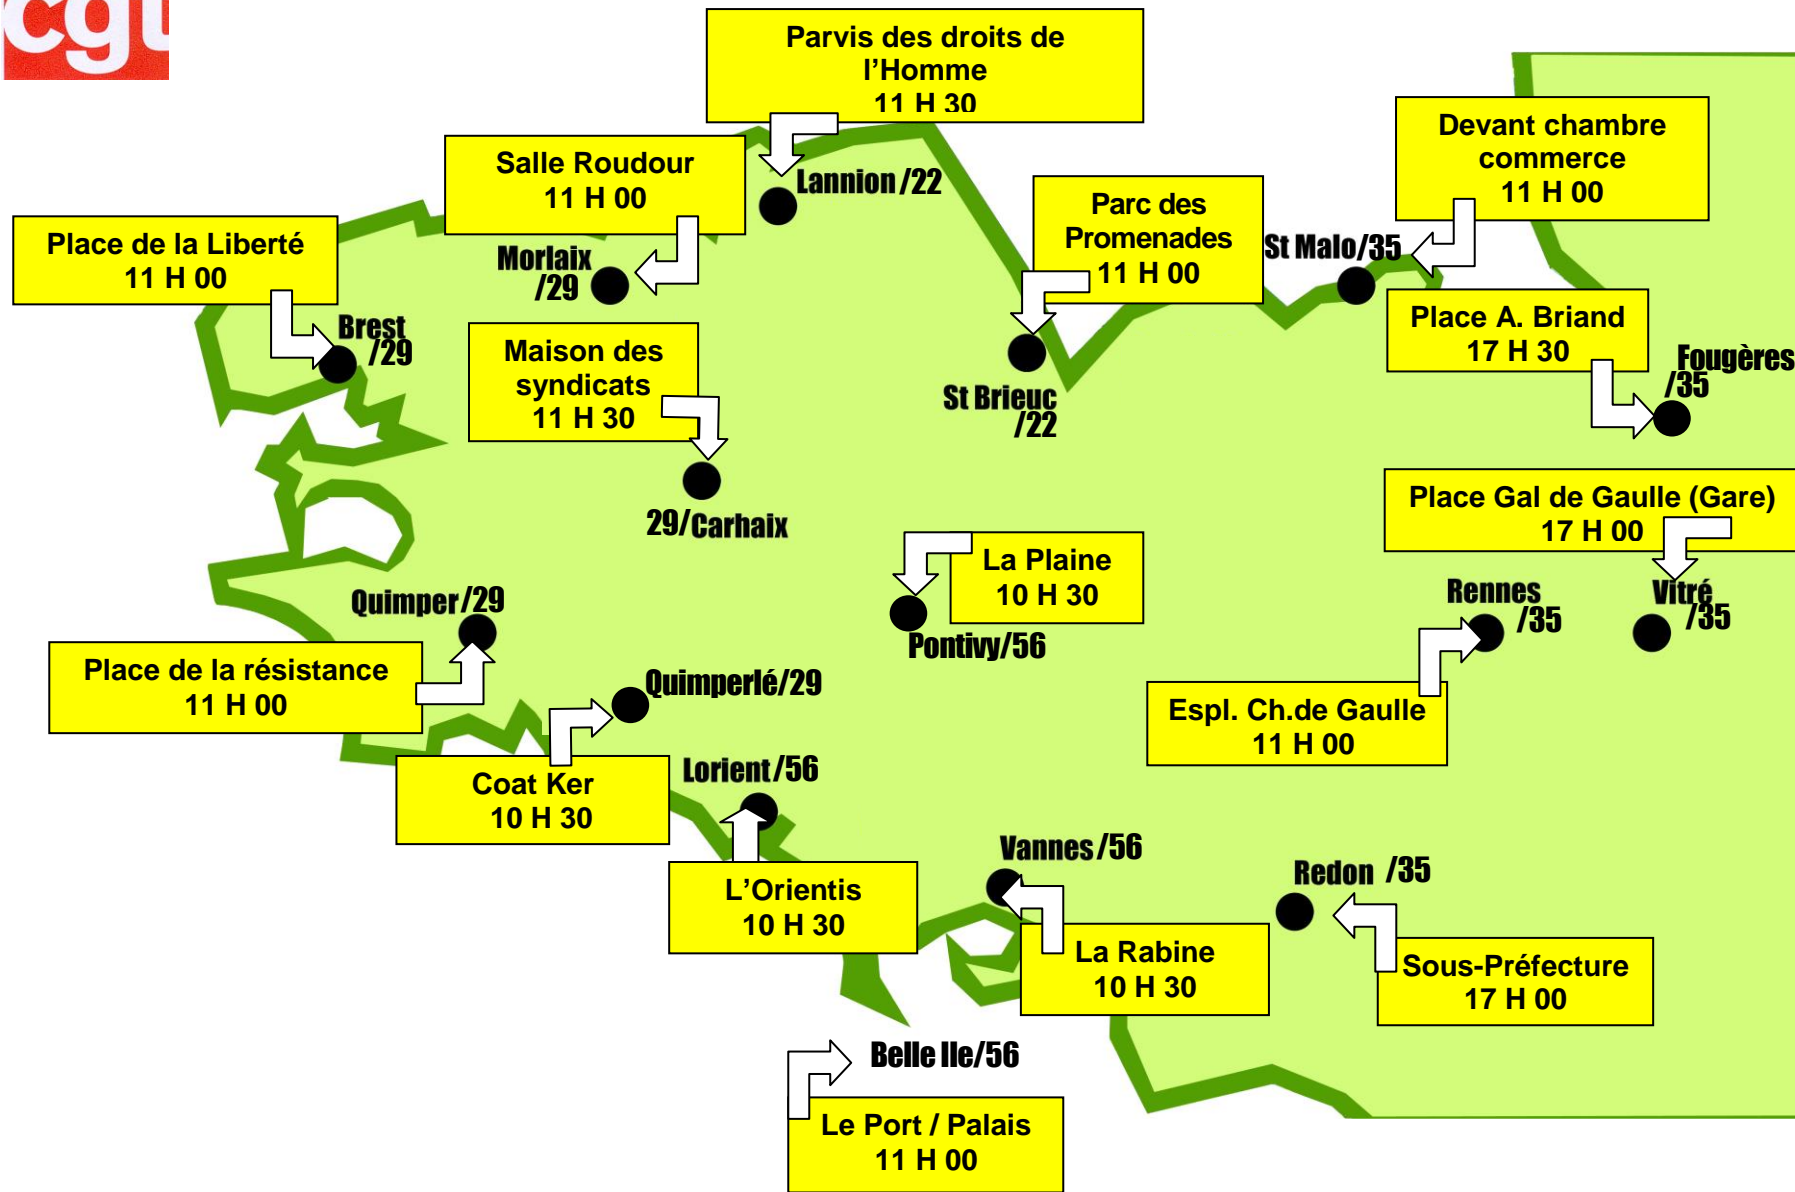 cgt
Parvis des droits de
l'Homme
11 H 30
Devant chambre
commerce
11 H 00
Salle Roudour
11 H 00
Lannion /22
Parc des
Promenades
11 H 00
Place de la Liberté
11 H 00
Morlaix
/29
St Malo/35
Place A. Briand
17 H 30
Brest
/29
Maison des
syndicats
11 H 30
Fougères
/35
St Brieuc
/22
29/Carhaix
Place Gal de Gaulle (Gare)
17 H 00
La Plaine
10 H 30
Quimper/29
Pontivy/56
Rennes
/35
Vitré
/35
Place de la résistance
11 H 00
Quimperlé/29
Espl. Ch.de Gaulle
11 H 00
Coat Ker
10 H 30
Lorient/56
L'Orientis
10 H 30
Vannes/56
Redon /35
La Rabine
10 H 30
Sous-Préfecture
17 H 00
Belle Ile/56
Le Port / Palais
11 H 00